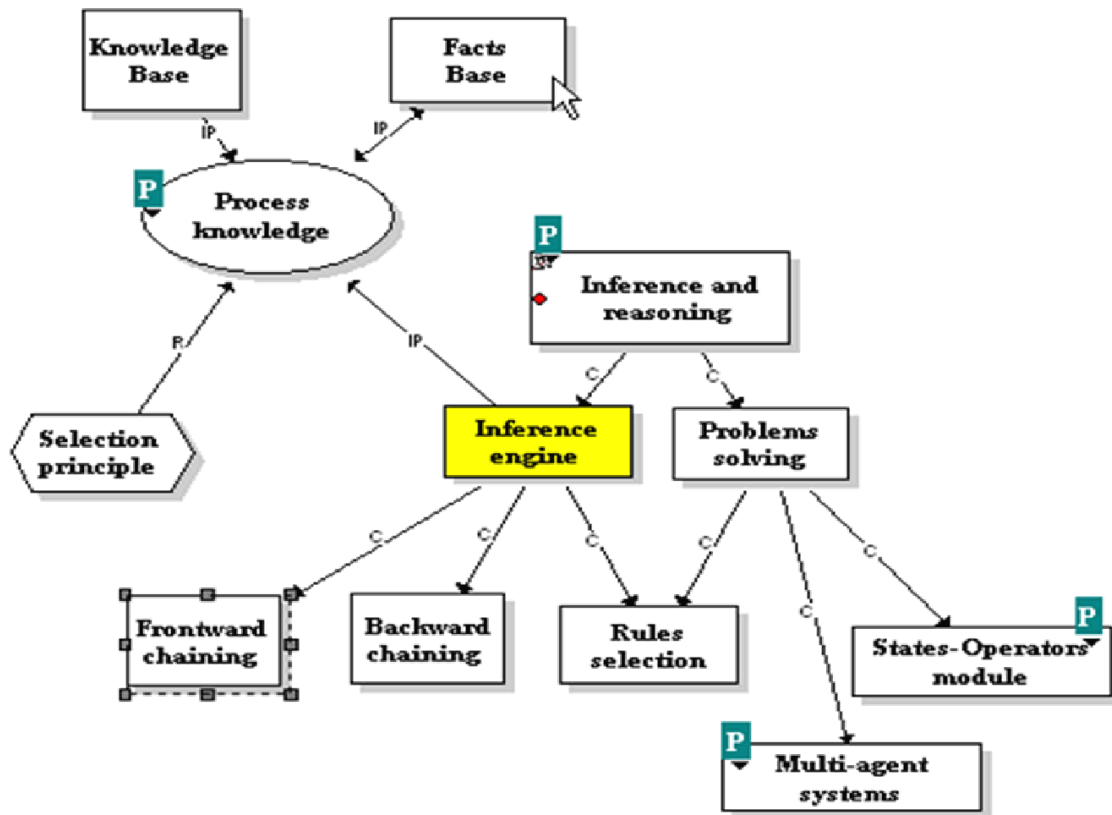 Knowledge
Base
Facts
Base
IP
IP
P
Process
knowledge
P
Inference and
reasoning
R
IP
C
C
Selection
principle
Inference
engine
Problems
solving
C
C
C
C
C
C
Frontward
chaining
Backward
chaining
Rules
selection
P
States-Operators
module
P
Multi-agent
systems